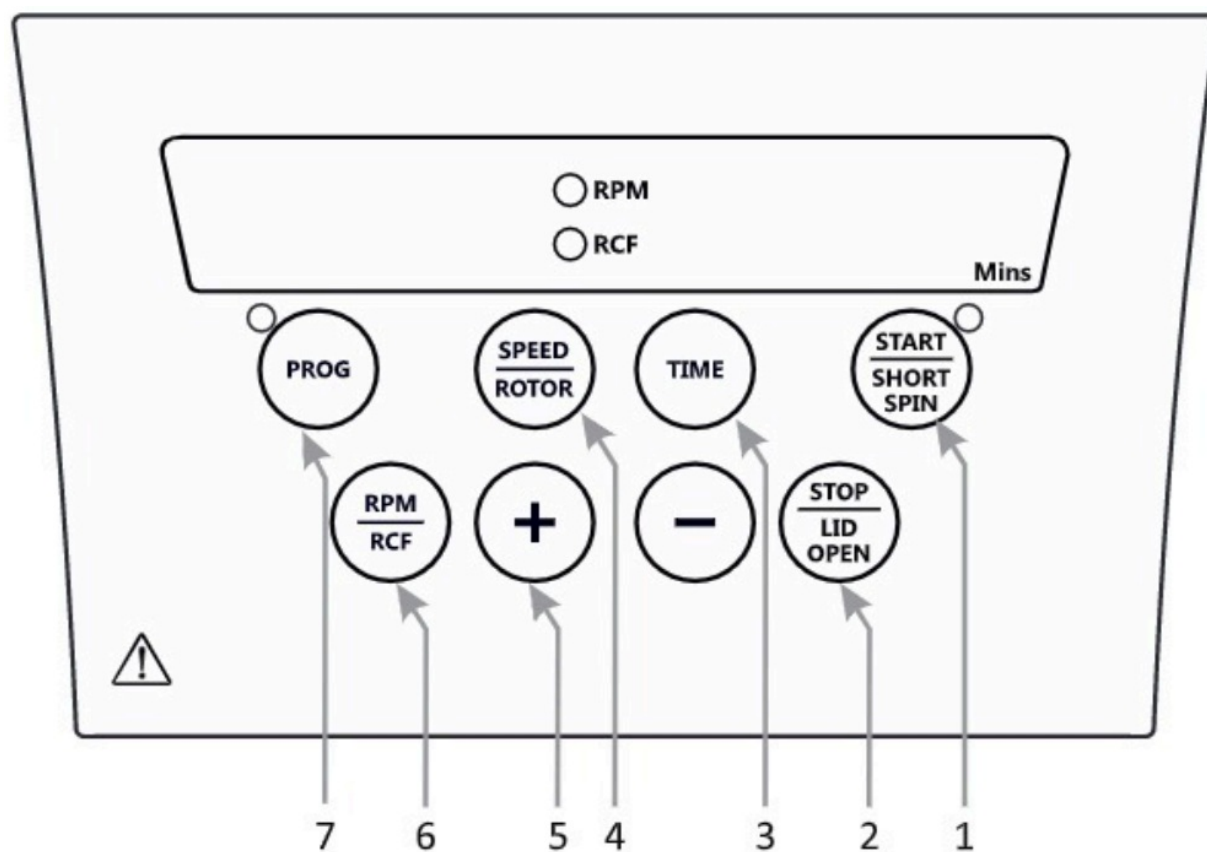 RPM
RCF
Mins
PROG
SPEED
ROTOR
TIME
START
SHORT
SPIN
RPM
RCF
+
−
STOP
LID
OPEN
!
7 6 5 4 3 2 1